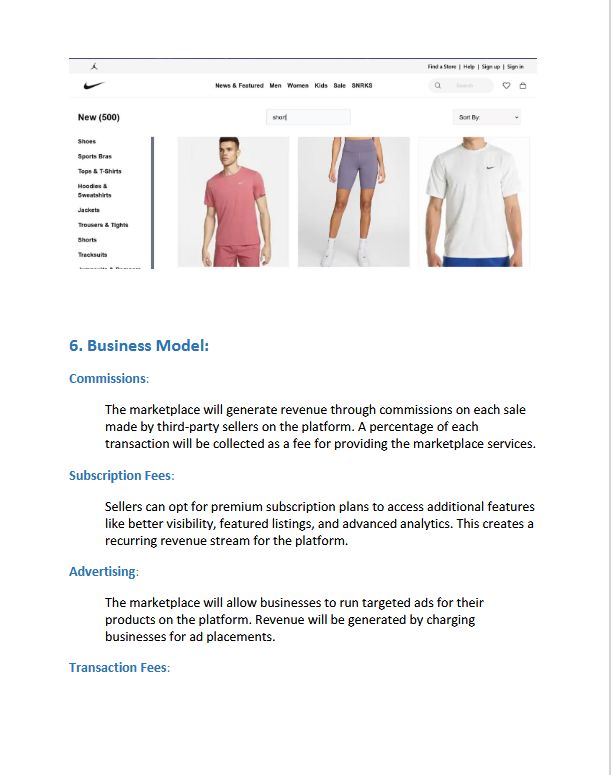 Find a Store | Help | Sign up | Sign in
News & Featured Men Women Kids Sale SNRKS
Search
New (500)
short
Sort By:
Shoes
Sports Bras
Tops & T-Shirts
Hoodies &
Sweatshirts
Jackets
Trousers & Tights
Shorts
Tracksuits
6. Business Model:
Commissions:
The marketplace will generate revenue through commissions on each sale
made by third-party sellers on the platform. A percentage of each
transaction will be collected as a fee for providing the marketplace services.
Subscription Fees:
Sellers can opt for premium subscription plans to access additional features
like better visibility, featured listings, and advanced analytics. This creates a
recurring revenue stream for the platform.
Advertising:
The marketplace will allow businesses to run targeted ads for their
products on the platform. Revenue will be generated by charging
businesses for ad placements.
Transaction Fees: